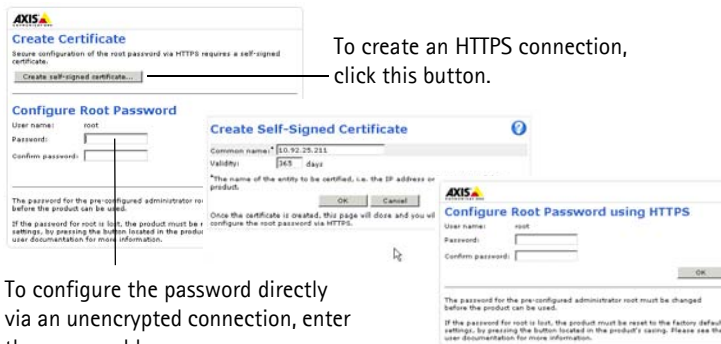 AXIS
Create Certificate
Secure configuration of the root password via HTTPS requires a self-signed
certificate.
Create self-signed certificate...
To create an HTTPS connection,
click this button.
Configure Root Password
User name: root
Password:
Confirm password:
The password for the pre-configured administrator ro
before the product can be used.
If the password for root is lost, the product must be r
settings, by pressing the button located in the produc
user documentation for more information.
Create Self-Signed Certificate
Common name:* 10.92.25.211
Validity: 365 days
*The name of the entity to be certified, i.e. the IP address or
product.
OK Cancel
Once the certificate is created, this page will close and you wil
configure the root password via HTTPS.
AXIS
Configure Root Password using HTTPS
User name: root
Password:
Confirm password:
OK
The password for the pre-configured administrator root must be changed
before the product can be used.
If the password for root is lost, the product must be reset to the factory default
settings, by pressing the button located in the product's casing. Please see the
user documentation for more information.
To configure the password directly
via an unencrypted connection, enter